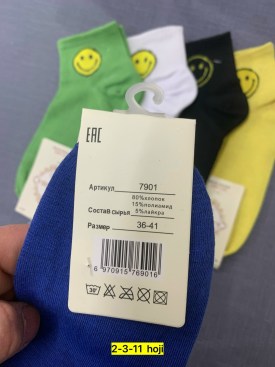 EAC
Артикул 7901
80%хлопок
15%полиамид
Состав сырья 5%лайкра
Размер 36-41
6 970915 769016
30°
2-3-11 hoji